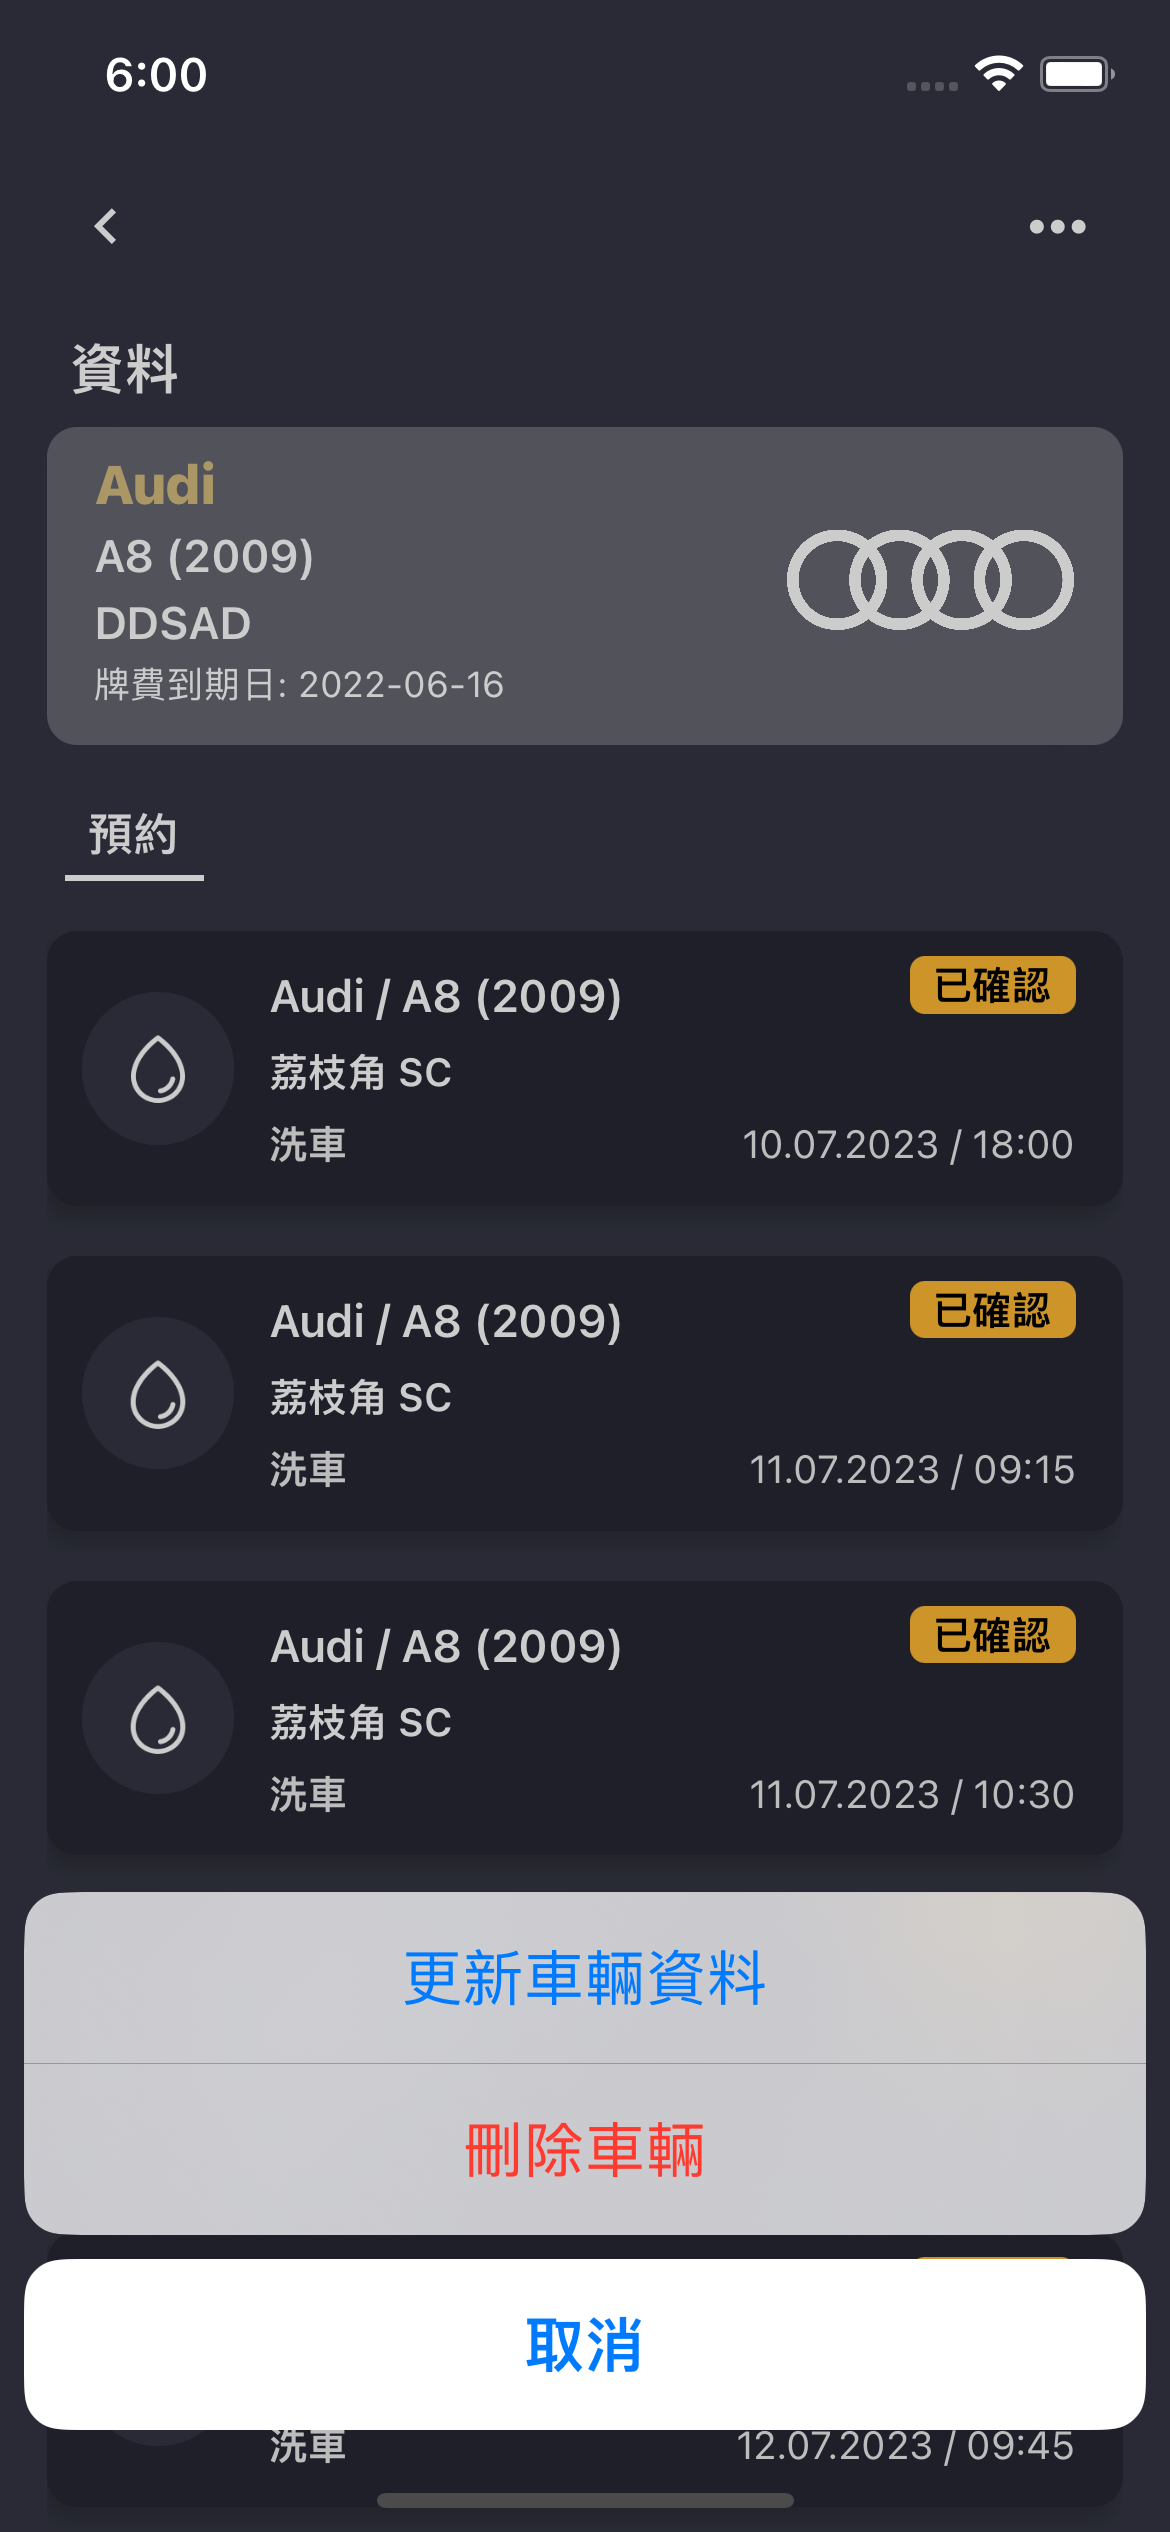 6:00
資料
Audi
A8 (2009)
DDSAD
牌費到期日: 2022-06-16
預約
Audi / A8 (2009)
已確認
荔枝角 SC
洗車
10.07.2023 / 18:00
Audi / A8 (2009)
已確認
荔枝角 SC
洗車
11.07.2023 / 09:15
Audi / A8 (2009)
已確認
荔枝角 SC
洗車
11.07.2023 / 10:30
更新車輛資料
刪除車輛
取消
洗車
12.07.2023 / 09:45